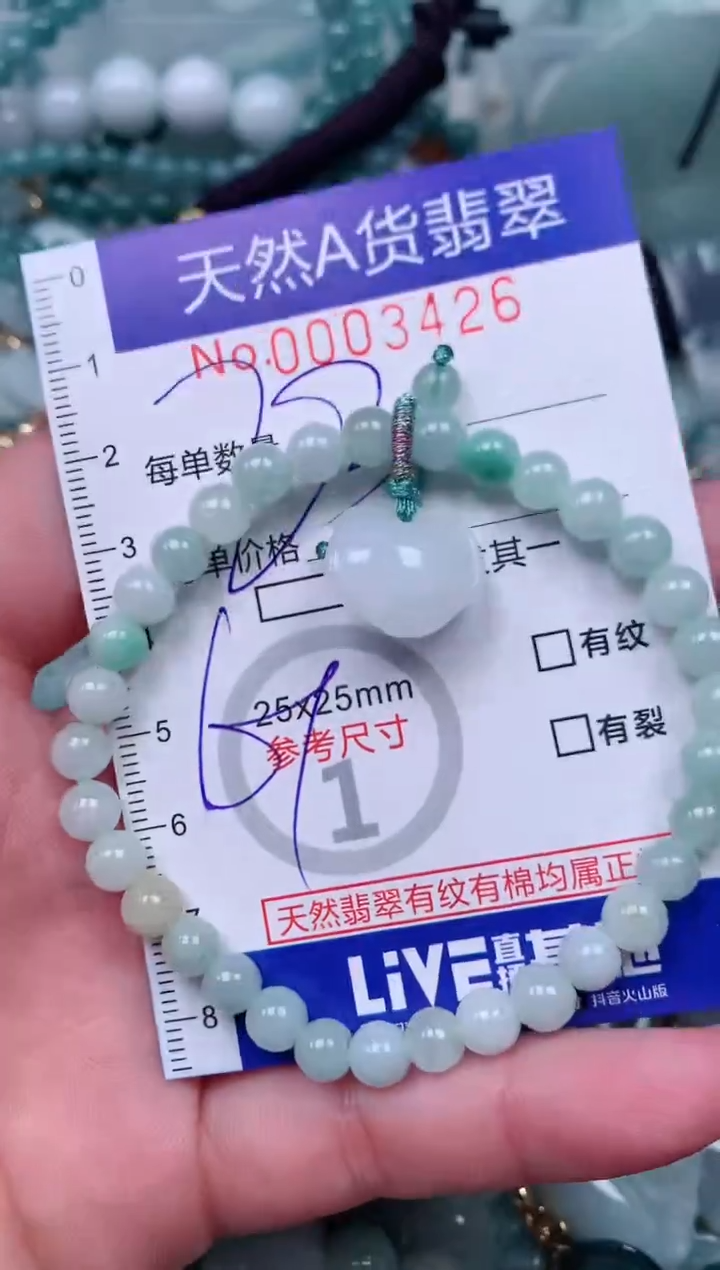 天然A货翡翠
No.0003426
0
1
每单数量
2
单价格
3
其一
有纹
25x25mm
5
有裂
参考尺寸
1
6
天然翡翠有纹有棉均属正
7
LiVE
抖音火山版
8